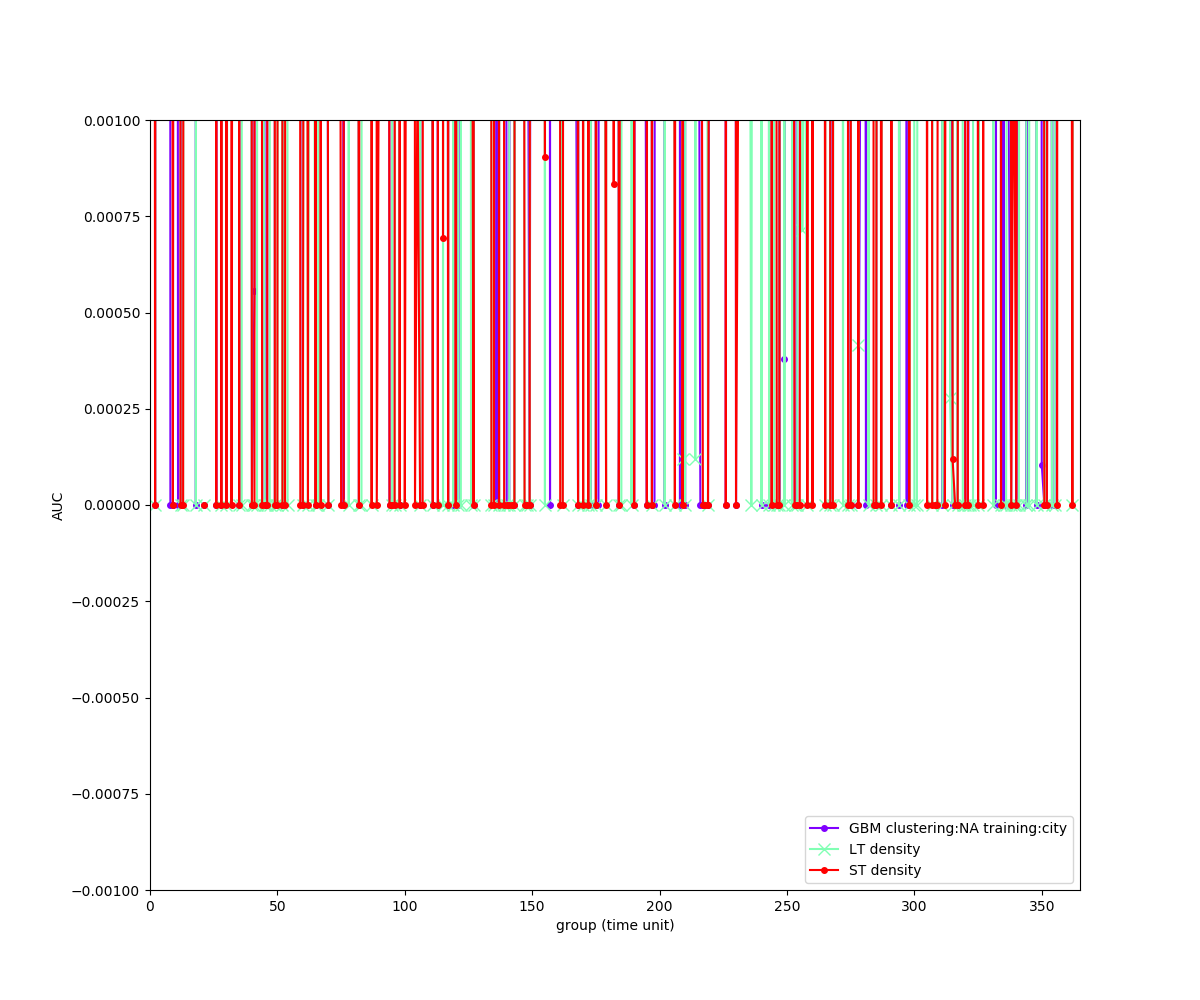 0.00100
0.00075
0.00050
0.00025
0.00000
−0.00025
−0.00050
−0.00075
−0.00100
AUC
0 50 100 150 200 250 300 350
group (time unit)
GBM clustering:NA training:city
LT density
ST density